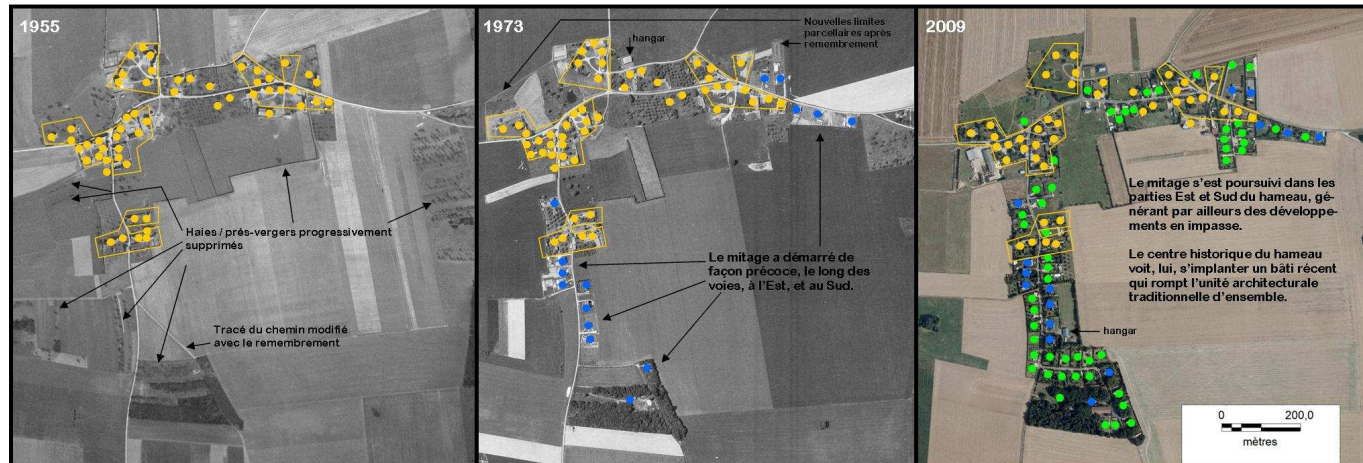 1955
Haies / prés-vergers progressivement
supprimés
Tracé du chemin modifié
avec le remembrement
1973
hangar
Nouvelles limites
parcellaires après
remembrement
Le mitage a démarré de
façon précoce, le long des
voies, à l'Est, et au Sud.
2009
Le mitage s'est poursuivi dans les
parties Est et Sud du hameau, gé-
nérant par ailleurs des développe-
ments en impasse.
Le centre historique du hameau
voit, lui, s'implanter un bâti récent
qui rompt l'unité architecturale
traditionnelle d'ensemble.
hangar
0 200,0
mètres